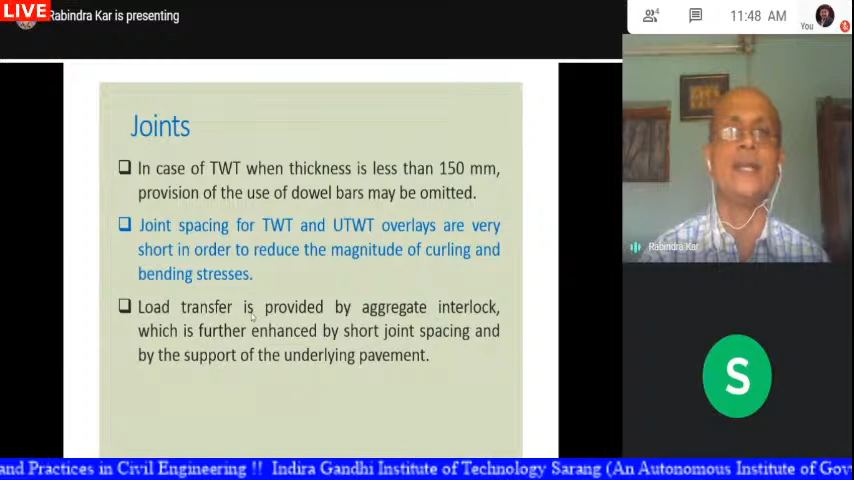 LIVE
Rabindra Kar is presenting
4
11:48 AM
You
Joints
In case of TWT when thickness is less than 150 mm,
provision of the use of dowel bars may be omitted.
Joint spacing for TWT and UTWT overlays are very
short in order to reduce the magnitude of curling and
bending stresses.
Load transfer is provided by aggregate interlock,
which is further enhanced by short joint spacing and
by the support of the underlying pavement.
Rabindra Kar
S
and Practices in Civil Engineering !! Indira Gandhi Institute of Technology Sarang (An Autonomous Institute of Gov